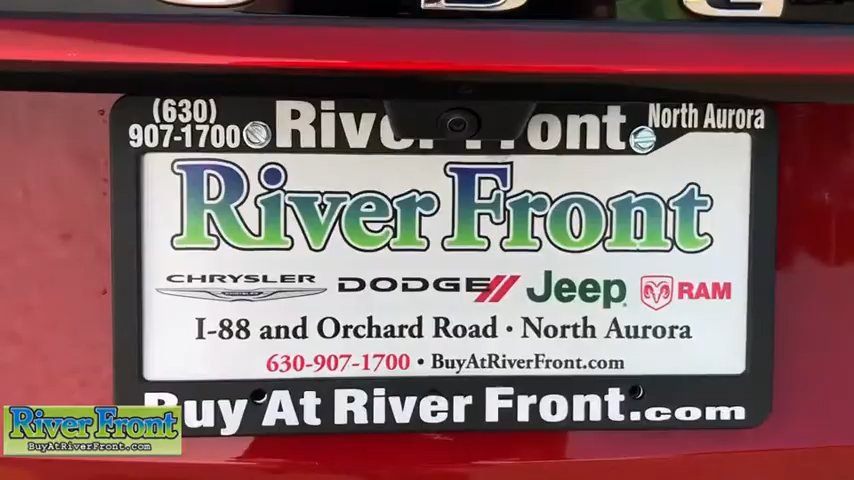 (630)
907-1700 River Front North Aurora
River Front
CHRYSLER DODGE Jeep RAM
I-88 and Orchard Road · North Aurora
630-907-1700 · BuyAtRiverFront.com
Buy At River Front.com
River Front
BuyAtRiverFront.com